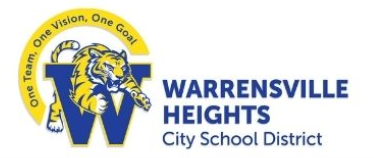 One Team, One Vision, One Goal
W
WARRENSVILLE
HEIGHTS
City School District